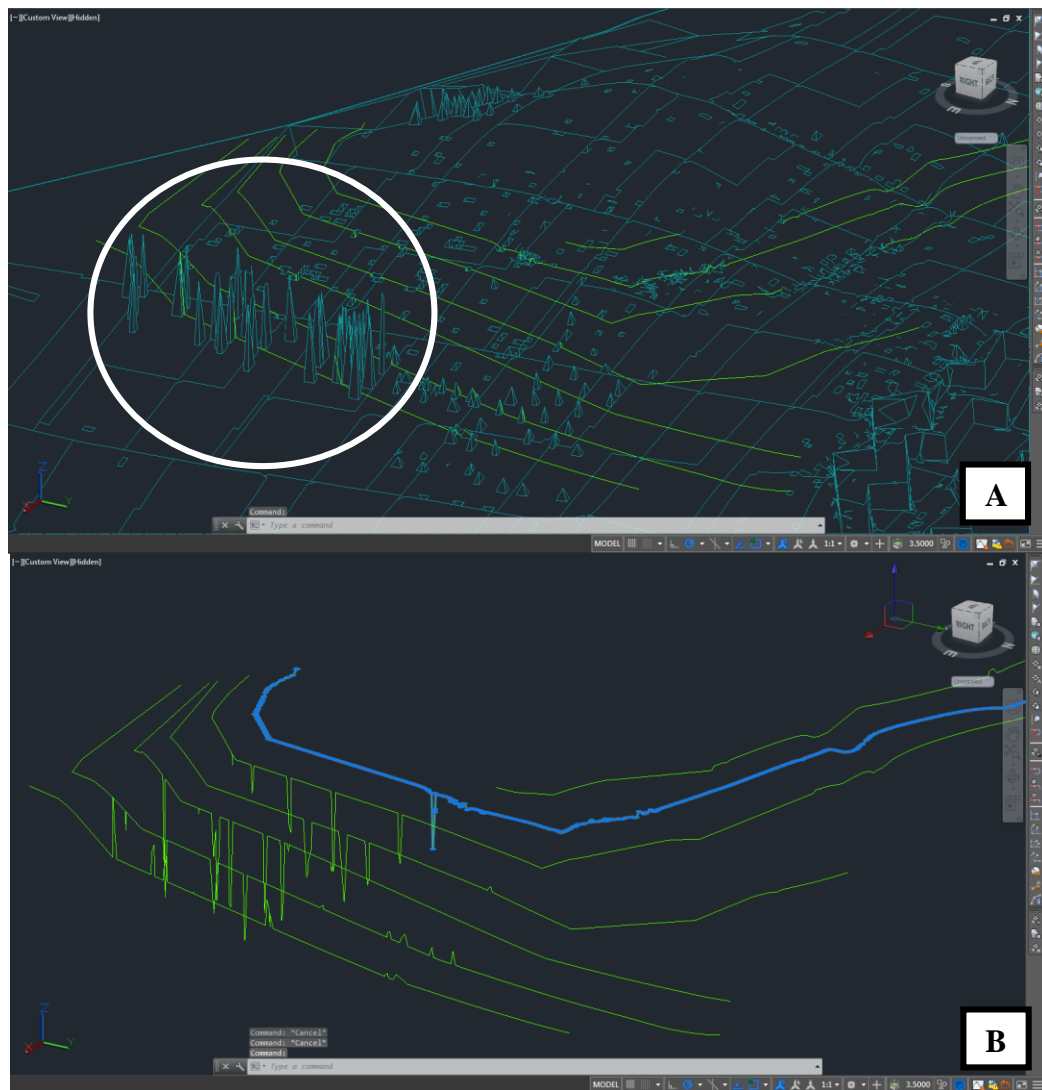 [−][Custom View][Hidden]
RIGHT
N
E
Unnamed
Z
Y
X
A
Command:
Type a command
MODEL
1:1
3.5000
[−][Custom View][Hidden]
RIGHT
N
E
Unnamed
Z
Y
X
B
Command: *Cancel*
Command: *Cancel*
Command:
Type a command
MODEL
1:1
3.5000